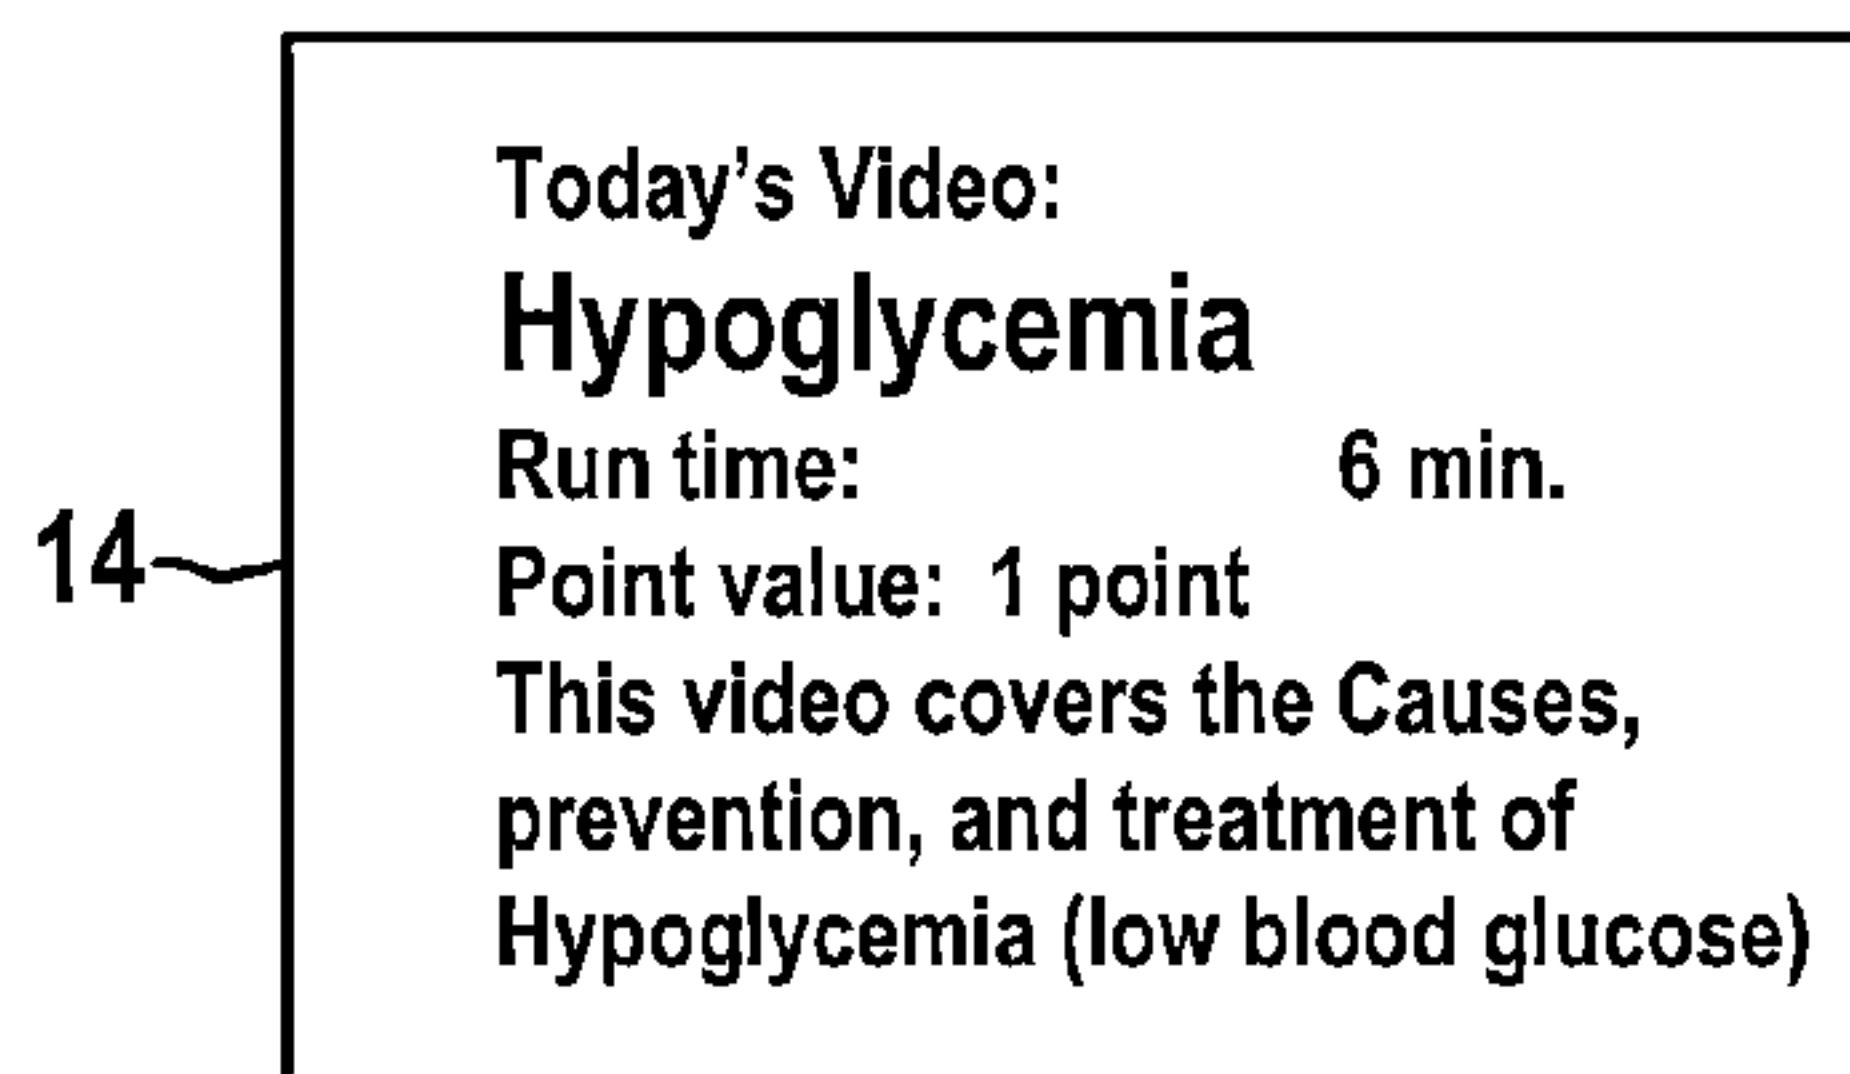 Today's Video:
Hypoglycemia
Run time: 6 min.
14
Point value: 1 point
This video covers the Causes,
prevention, and treatment of
Hypoglycemia (low blood glucose)